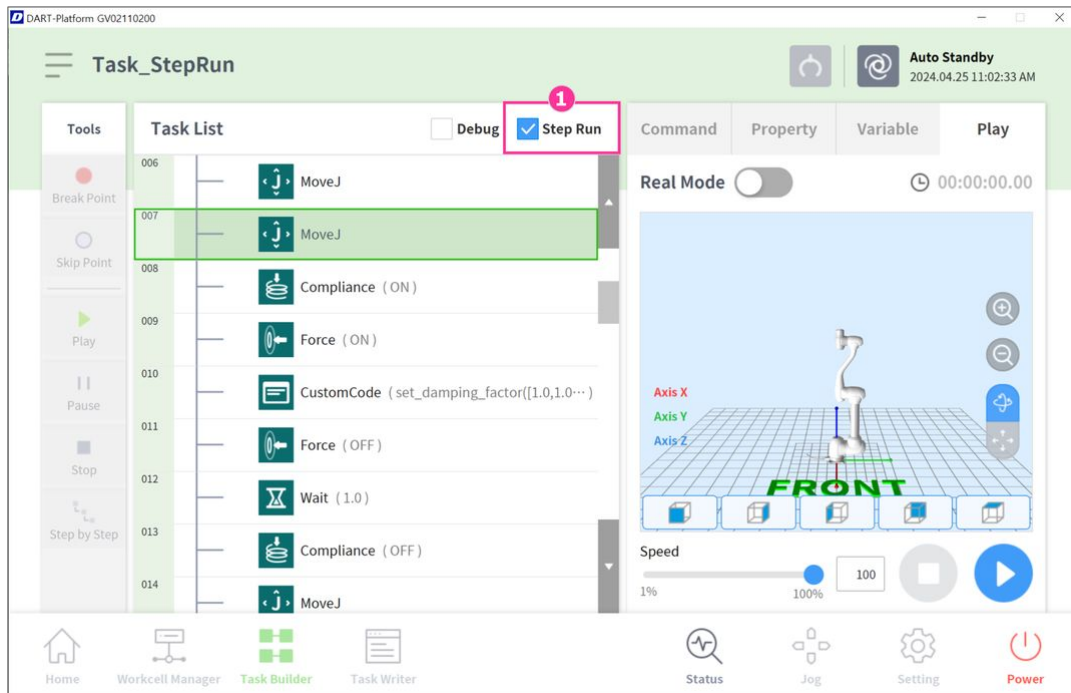 DART-Platform GV02110200
Task_StepRun
Auto Standby
2024.04.25 11:02:33 AM
1
Tools
Task List
Debug
Step Run
Command
Property
Variable
Play
Break Point
Skip Point
Play
Pause
Stop
Step by Step
006
MoveJ
007
MoveJ
008
Compliance (ON)
009
Force (ON)
010
CustomCode (set_damping_factor([1.0,1.0···)
011
Force (OFF)
012
Wait (1.0)
013
Compliance (OFF)
014
MoveJ
Real Mode
00:00:00.00
Axis X
Axis Y
Axis Z
FRONT
Speed
1%
100%
100
Home
Workcell Manager
Task Builder
Task Writer
Status
Jog
Setting
Power